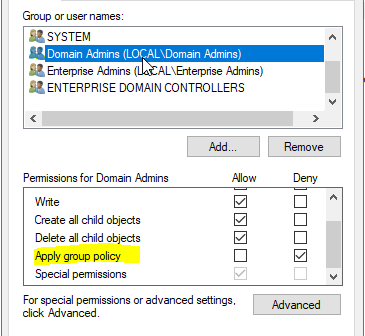 Group or user names:
SYSTEM
Domain Admins (LOCAL\Domain Admins)
Enterprise Admins (LOCAL\Enterprise Admins)
ENTERPRISE DOMAIN CONTROLLERS
Add... Remove
Permissions for Domain Admins Allow Deny
Write
Create all child objects
Delete all child objects
Apply group policy
Special permissions
For special permissions or advanced settings, Advanced
click Advanced.